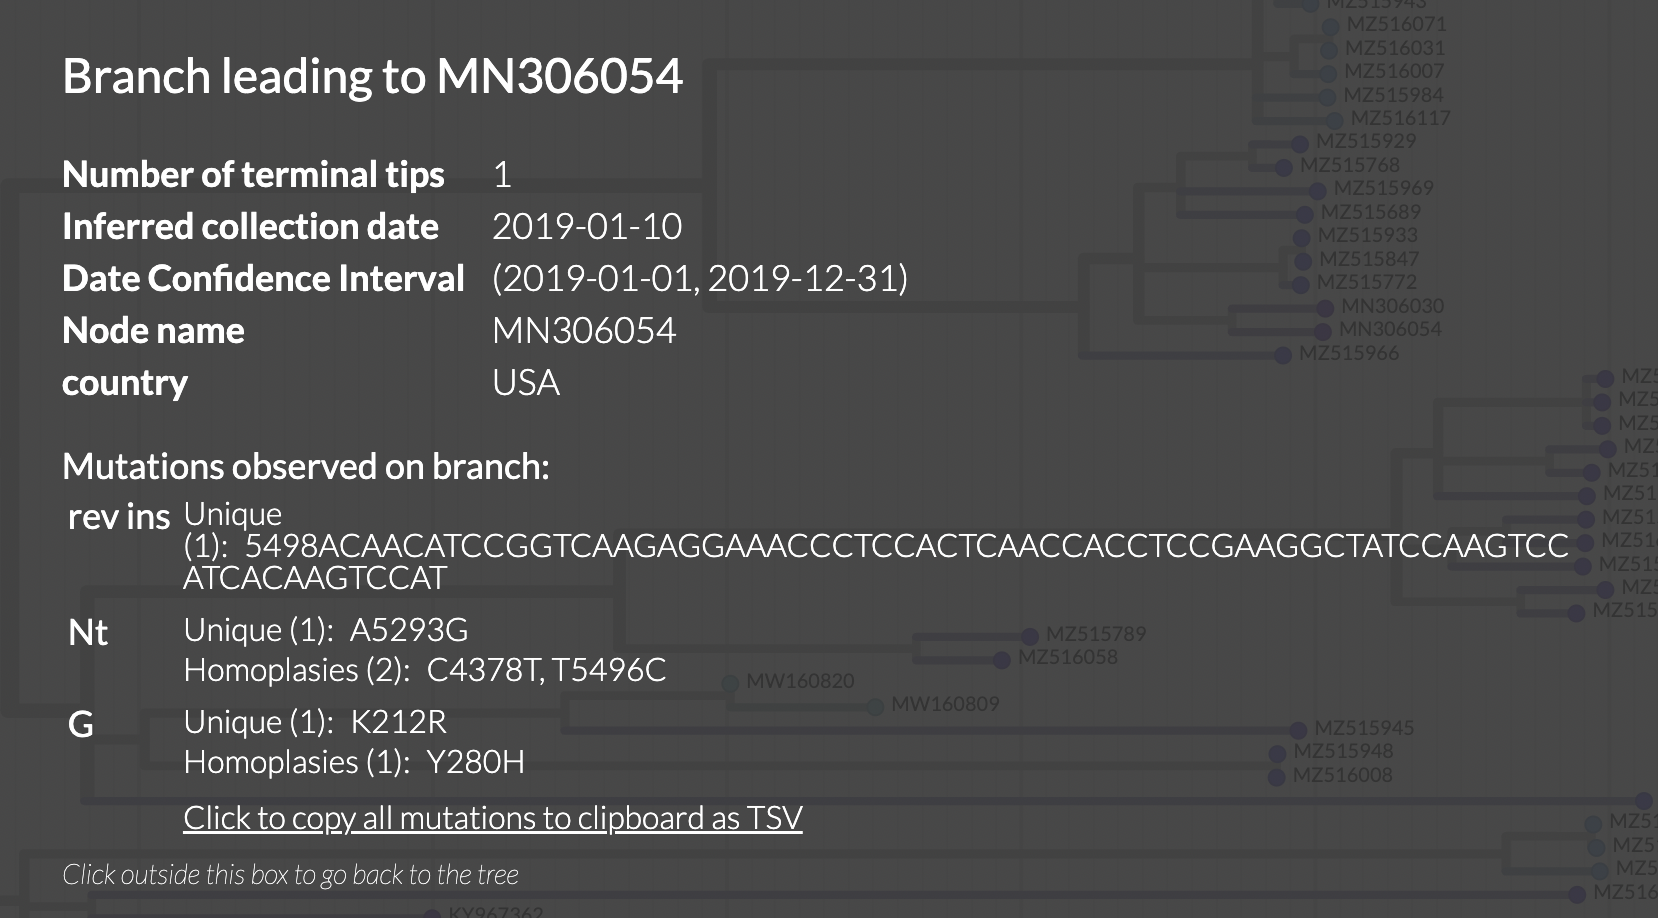 Branch leading to MN306054
Number of terminal tips 1
Inferred collection date 2019-01-10
Date Confidence Interval (2019-01-01, 2019-12-31)
Node name MN306054
country USA
Mutations observed on branch:
rev ins Unique
(1): 5498ACAACATCCGGTCAAGAGGAAACCCTCCACTCAACCACCTCCGAAGGCTATCCAAGTCC
ATCACAAGTCCAT
Nt Unique (1): A5293G
Homoplasies (2): C4378T, T5496C
G Unique (1): K212R
Homoplasies (1): Y280H
Click to copy all mutations to clipboard as TSV
Click outside this box to go back to the tree
MZ515943
MZ516071
MZ516031
MZ516007
MZ515984
MZ516117
MZ515929
MZ515768
MZ515969
MZ515689
MZ515933
MZ515847
MZ515772
MN306030
MN306054
MZ515966
MZ5
MZ5
MZ5
MZ
MZ51
MZ51
MZ51
MZ51
MZ515
MZ5
MZ515
MZ515789
MZ516058
MW160820
MW160809
MZ515945
MZ515948
MZ516008
MZ51
MZ5
MZ5
MZ516
KY967362